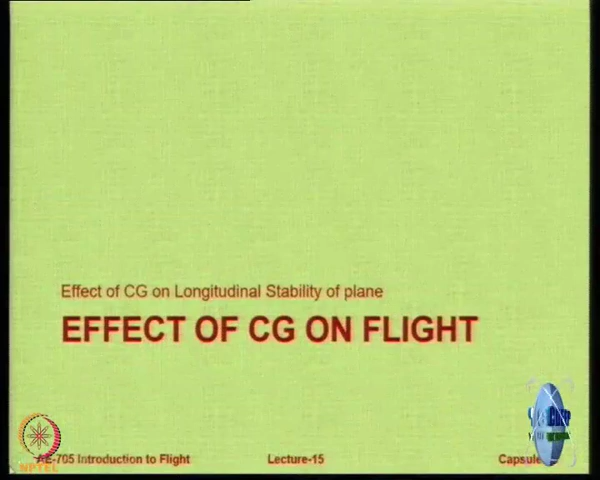 Effect of CG on Longitudinal Stability of plane
EFFECT OF CG ON FLIGHT
AE-705 Introduction to Flight
Lecture-15
Capsule
NPTEL